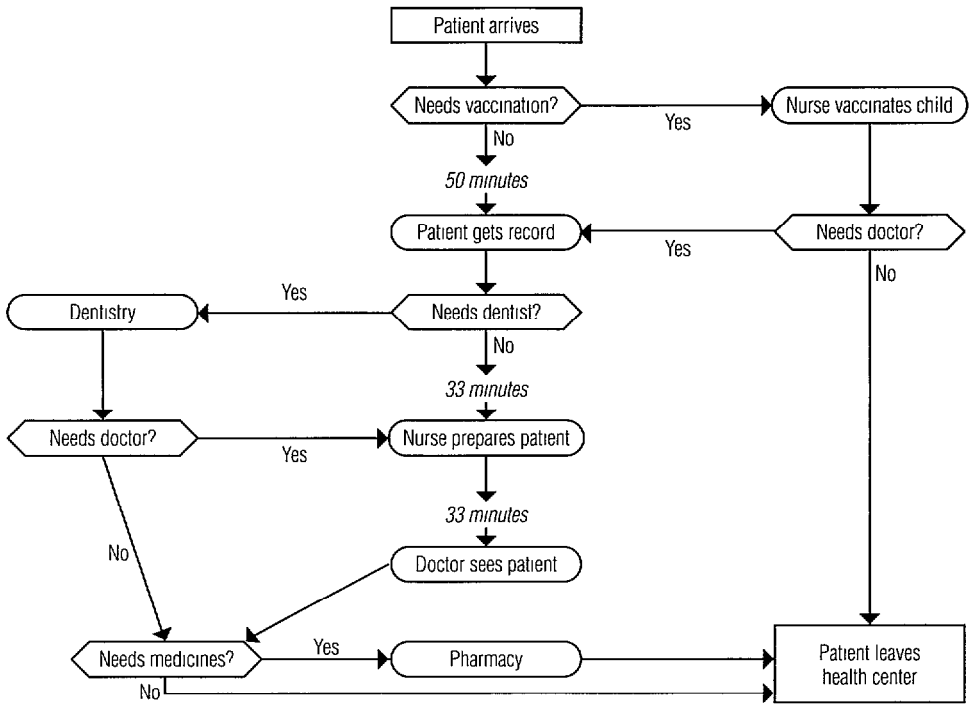 Patient arrives
Needs vaccination?
Yes
Nurse vaccinates child
No
50 minutes
Patient gets record
Yes
Needs doctor?
No
Dentistry
Yes
Needs dentist?
No
33 minutes
Needs doctor?
Yes
Nurse prepares patient
33 minutes
No
Doctor sees patient
Needs medicines?
Yes
Pharmacy
Patient leaves
health center
No